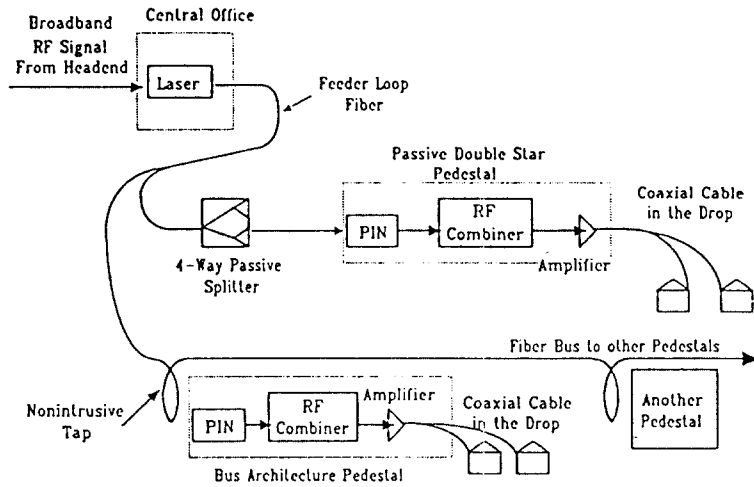 Broadband
RF Signal
From Headend
Central Office
Laser
Feeder Loop
Fiber
Passive Double Star
Pedestal
PIN
RF
Combiner
Amplifier
Coaxial Cable
in the Drop
4-Way Passive
Splitter
Fiber Bus to other Pedestals
Nonintrusive
Tap
PIN
RF
Combiner
Amplifier
Coaxial Cable
in the Drop
Another
Pedestal
Bus Architecture Pedestal